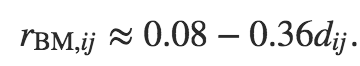 r_{BM,ij} ≈ 0.08 − 0.36d_{ij}.